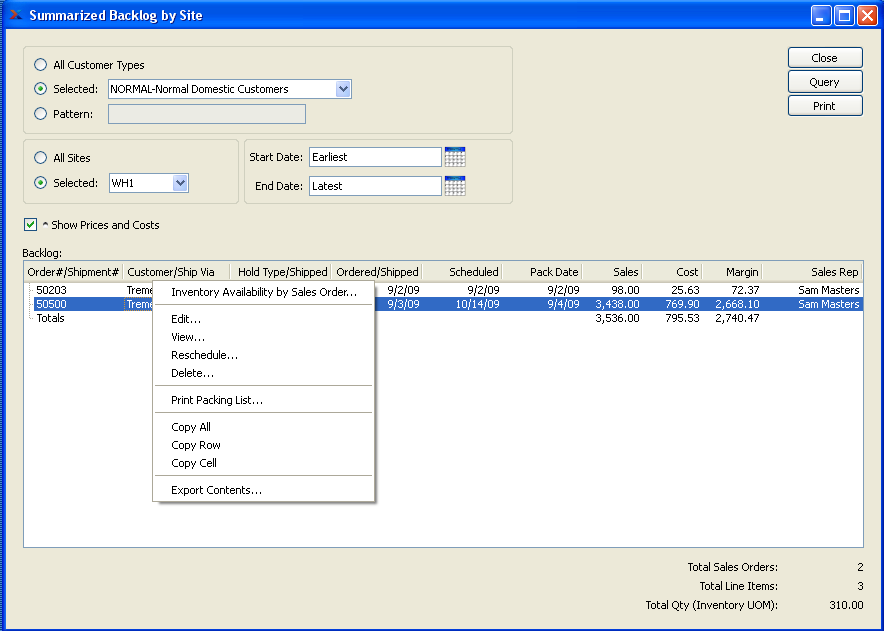 Summarized Backlog by Site
All Customer Types
Selected: NORMAL-Normal Domestic Customers
Pattern:
Close
Query
Print
All Sites
Selected: WH1
Start Date: Earliest
End Date: Latest
^ Show Prices and Costs
Backlog:
Order#/Shipment# Customer/Ship Via Hold Type/Shipped Ordered/Shipped Scheduled Pack Date Sales Cost Margin Sales Rep
50203 Treme 9/2/09 9/2/09 9/2/09 98.00 25.63 72.37 Sam Masters
50500 Treme 9/3/09 10/14/09 9/4/09 3,438.00 769.90 2,668.10 Sam Masters
Totals 3,536.00 795.53 2,740.47
Inventory Availability by Sales Order...
Edit...
View...
Reschedule...
Delete...
Print Packing List...
Copy All
Copy Row
Copy Cell
Export Contents...
Total Sales Orders: 2
Total Line Items: 3
Total Qty (Inventory UOM): 310.00